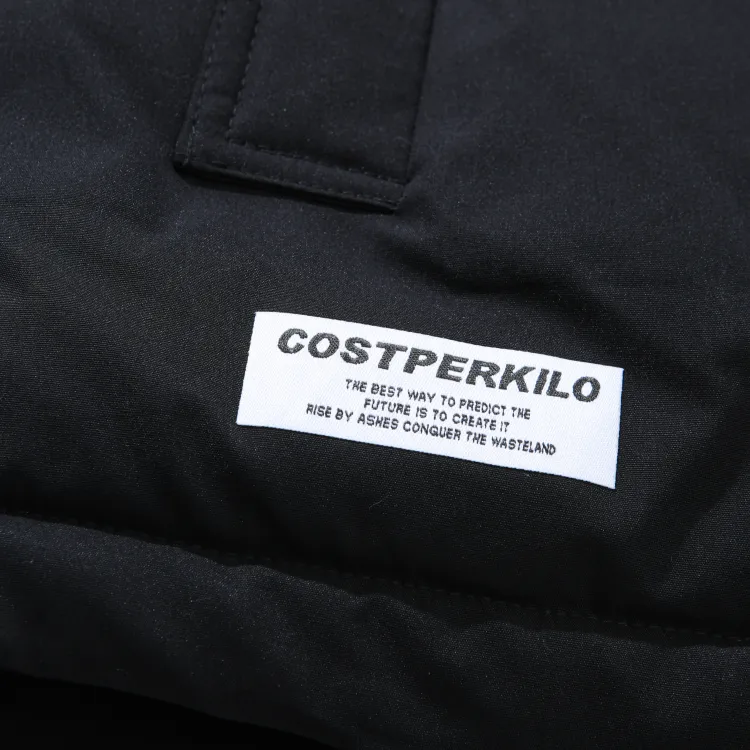 COSTPERKILO
THE BEST WAY TO PREDICT THE
FUTURE IS TO CREATE IT
RISE BY ASHES CONQUER THE WASTELAND